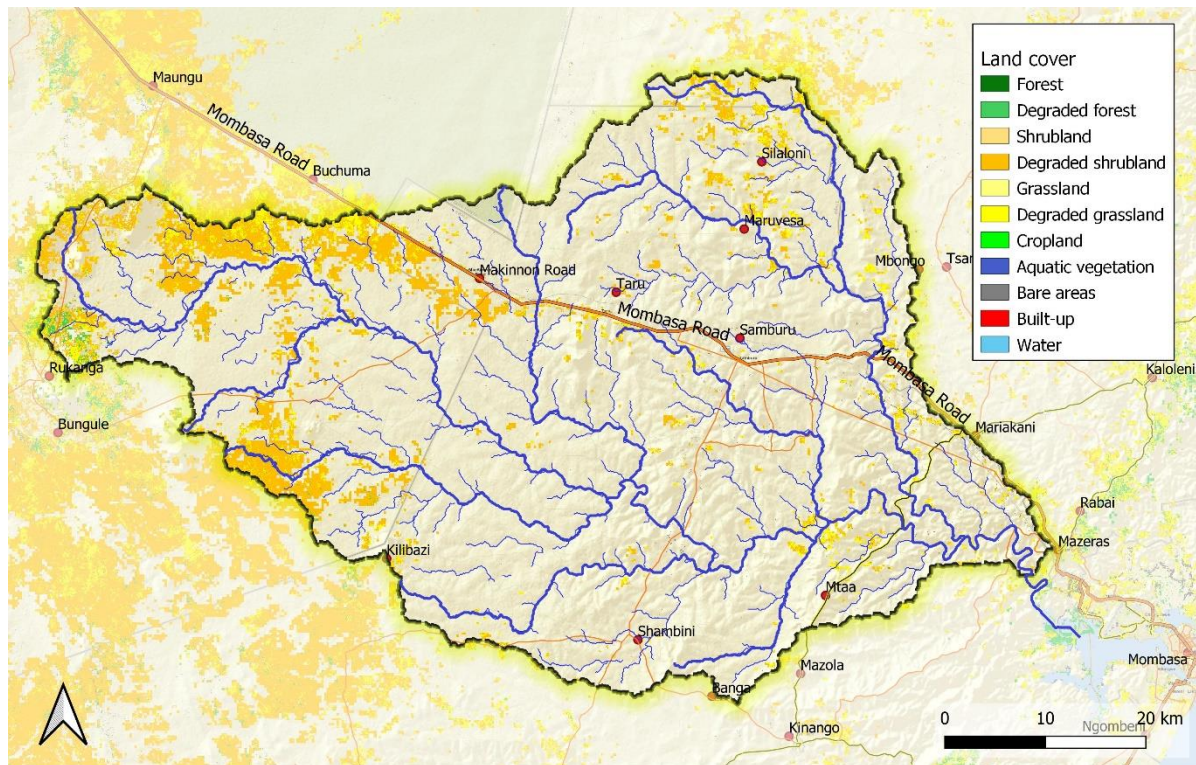 Land cover
Forest
Degraded forest
Shrubland
Degraded shrubland
Grassland
Degraded grassland
Cropland
Aquatic vegetation
Bare areas
Built-up
Water
Maungu
Mombasa Road
Buchuma
Silaloni
Maruvesa
Mbongo
Tsar
Makinnon Road
Taru
Mombasa Road
Samburu
Mombasa Road
Kaloleni
Rukanga
Bungule
Mariakani
Rabai
Mazeras
Kilibazi
Mtaa
Shambini
Mombasa
Mazola
Banga
Kinango
Ngombeni
0 10 20 km